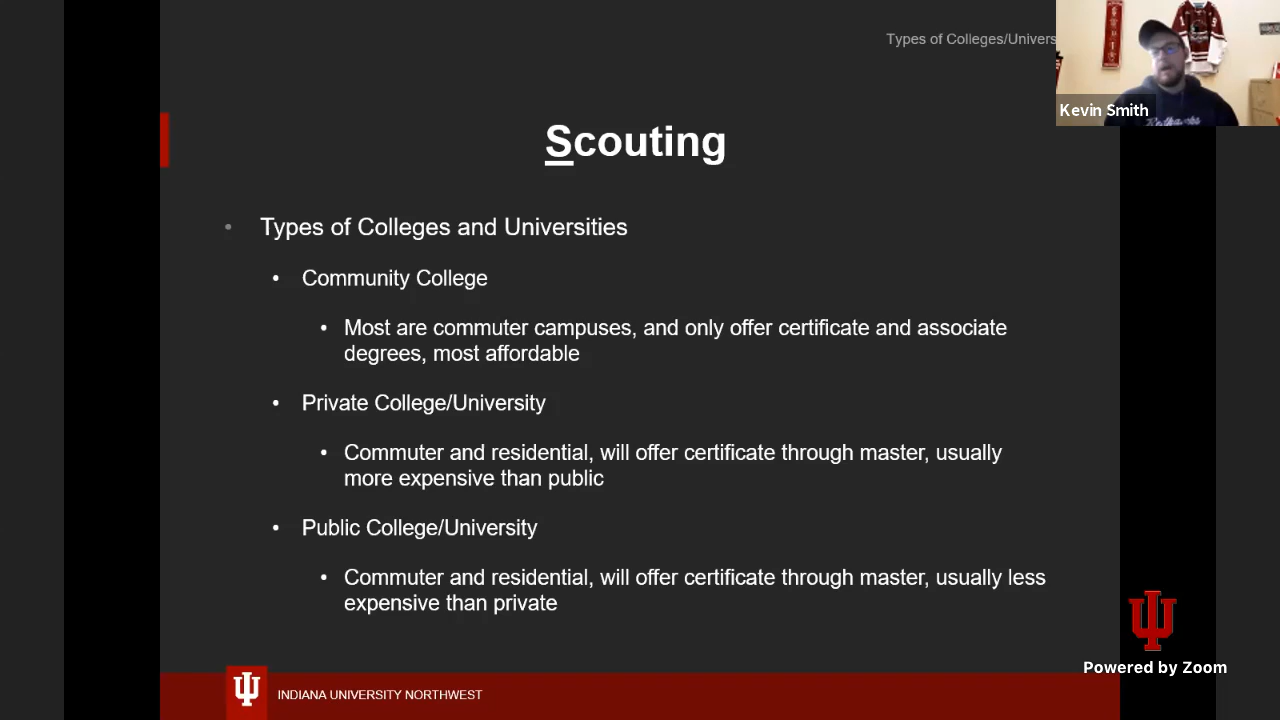 Types of Colleges/Univers
Kevin Smith
Scouting
Types of Colleges and Universities
Community College
Most are commuter campuses, and only offer certificate and associate
degrees, most affordable
Private College/University
Commuter and residential, will offer certificate through master, usually
more expensive than public
Public College/University
Commuter and residential, will offer certificate through master, usually less
expensive than private
Powered by Zoom
INDIANA UNIVERSITY NORTHWEST